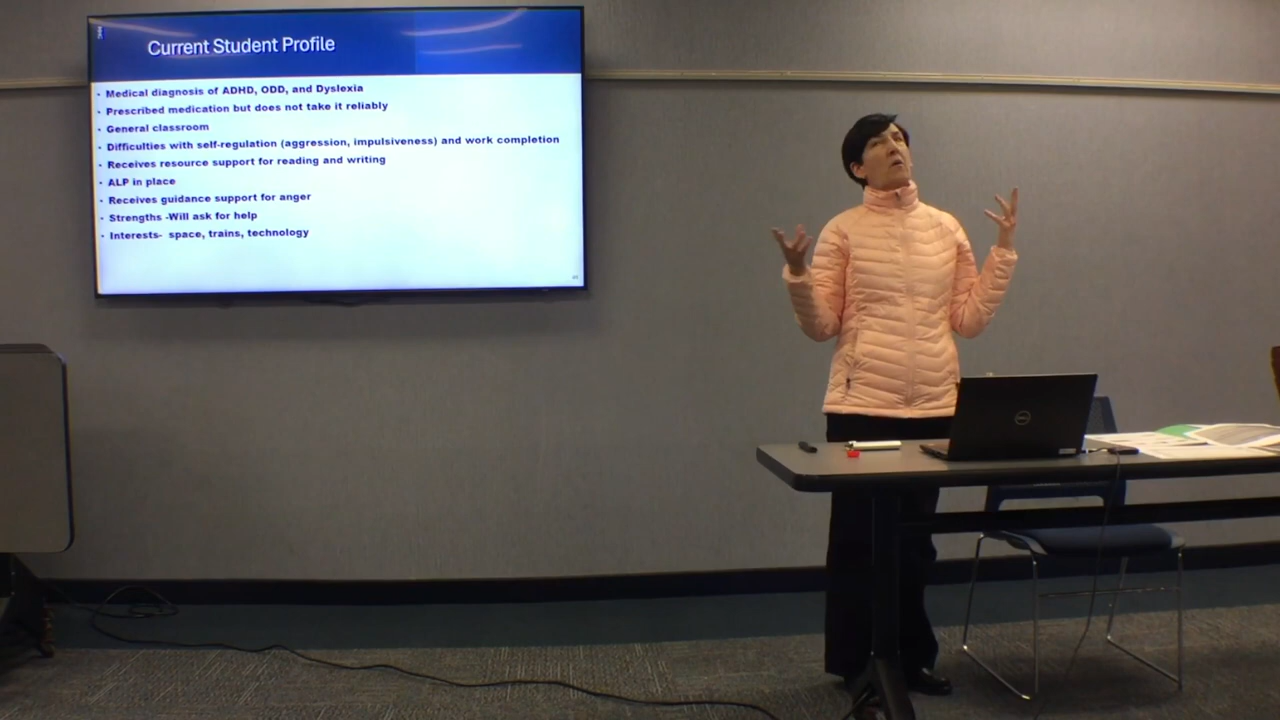 Current Student Profile
• Medical diagnosis of ADHD, ODD, and Dyslexia
• Prescribed medication but does not take it reliably
• General classroom
• Difficulties with self-regulation (aggression, impulsiveness) and work completion
• Receives resource support for reading and writing
• ALP in place
• Receives guidance support for anger
• Strengths -Will ask for help
• Interests- space, trains, technology
DELL